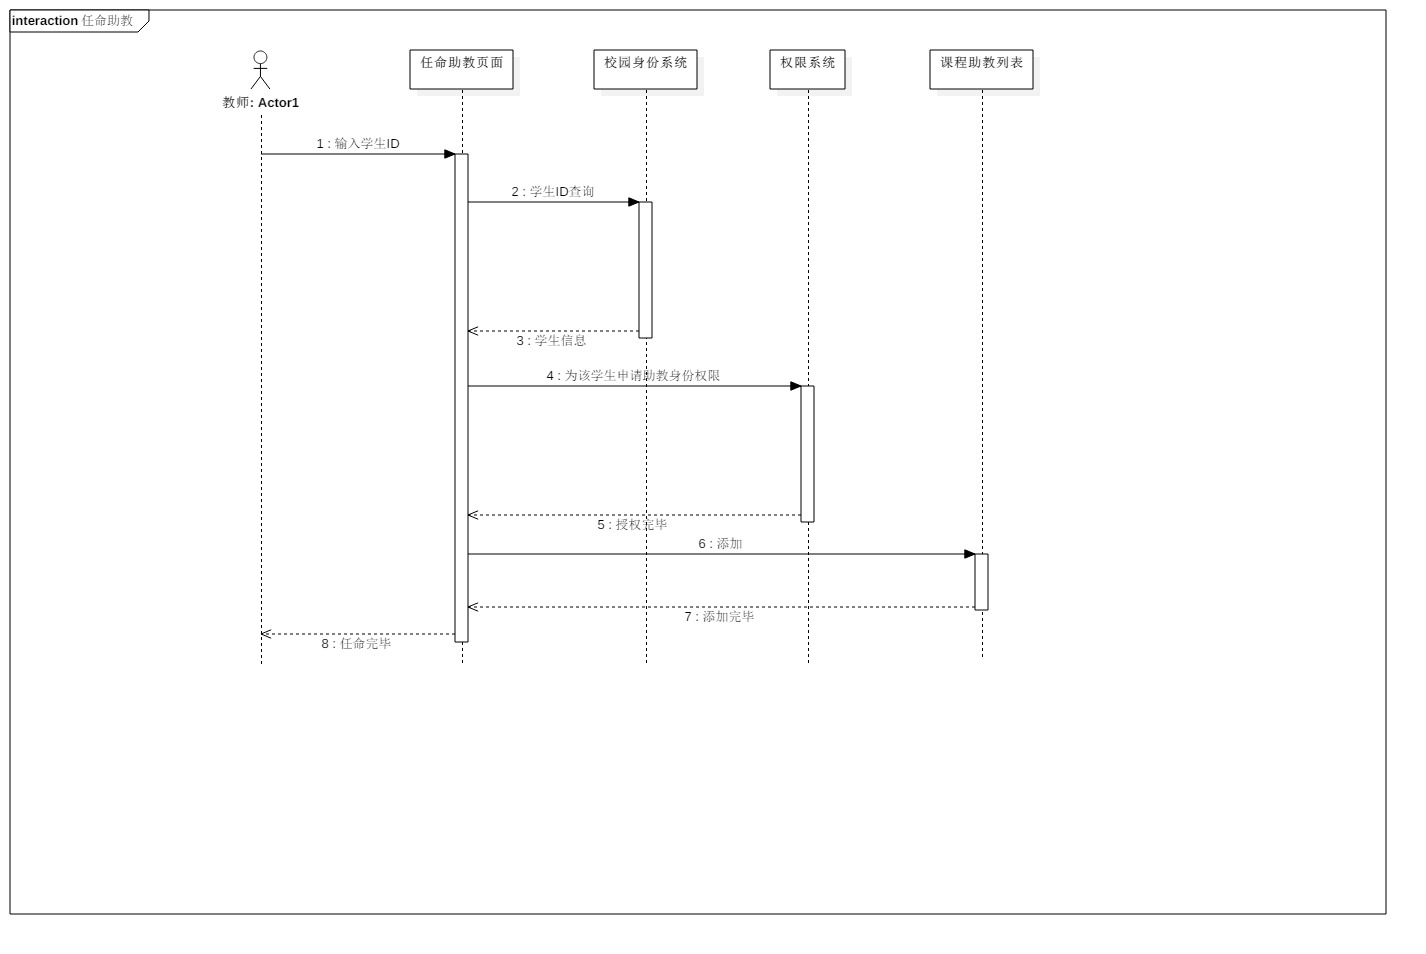 interaction 任命助教
任命助教页面
校园身份系统
权限系统
课程助教列表
教师: Actor1
1 : 输入学生ID
2 : 学生ID查询
3 : 学生信息
4 : 为该学生申请助教身份权限
5 : 授权完毕
6 : 添加
7 : 添加完毕
8 : 任命完毕